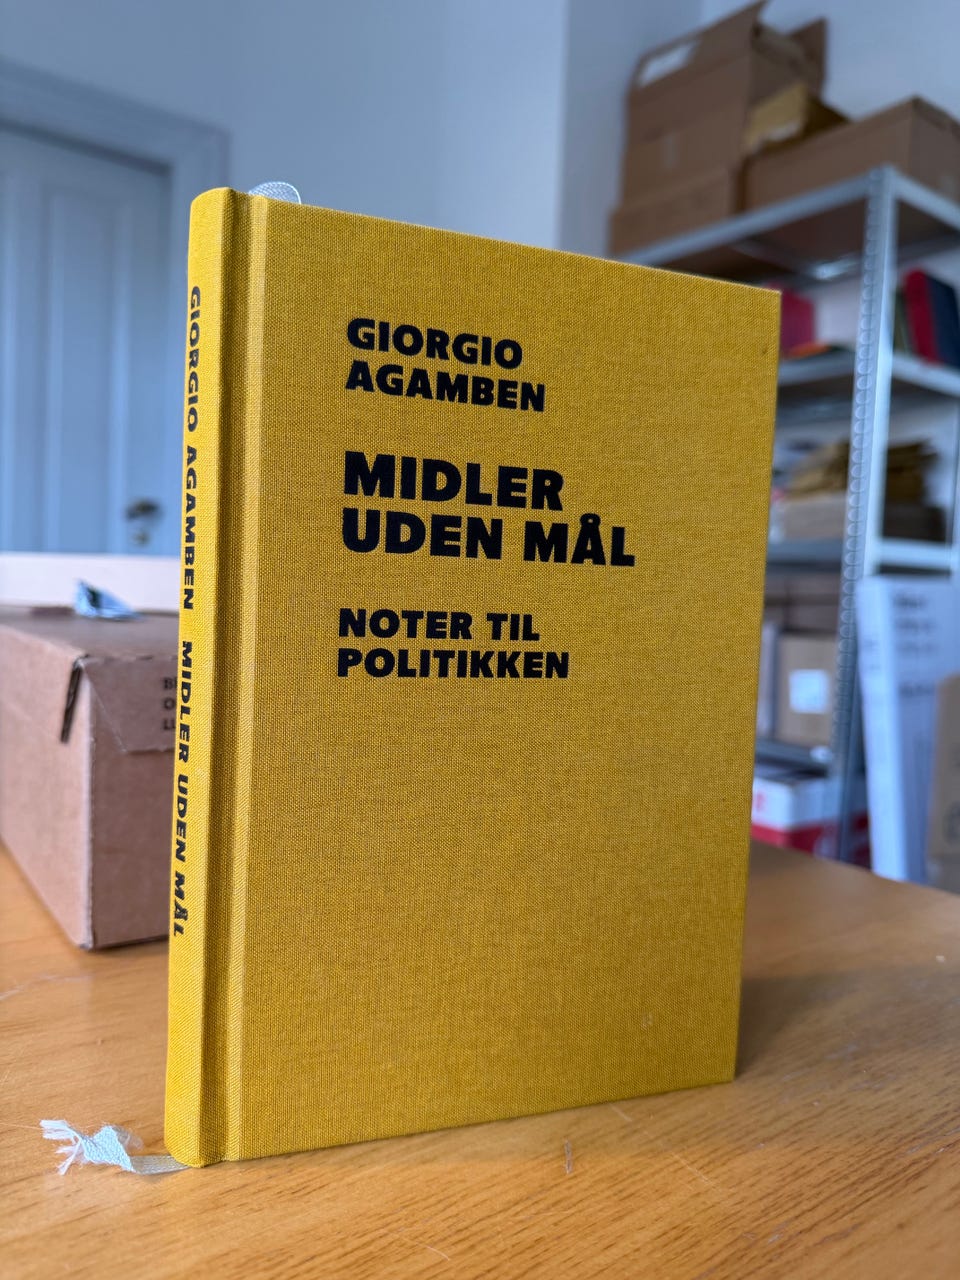 GIORGIO
AGAMBEN
MIDLER
UDEN MÅL
NOTER TIL
POLITIKKEN
GIORGIO AGAMBEN MIDLER UDEN MÅL